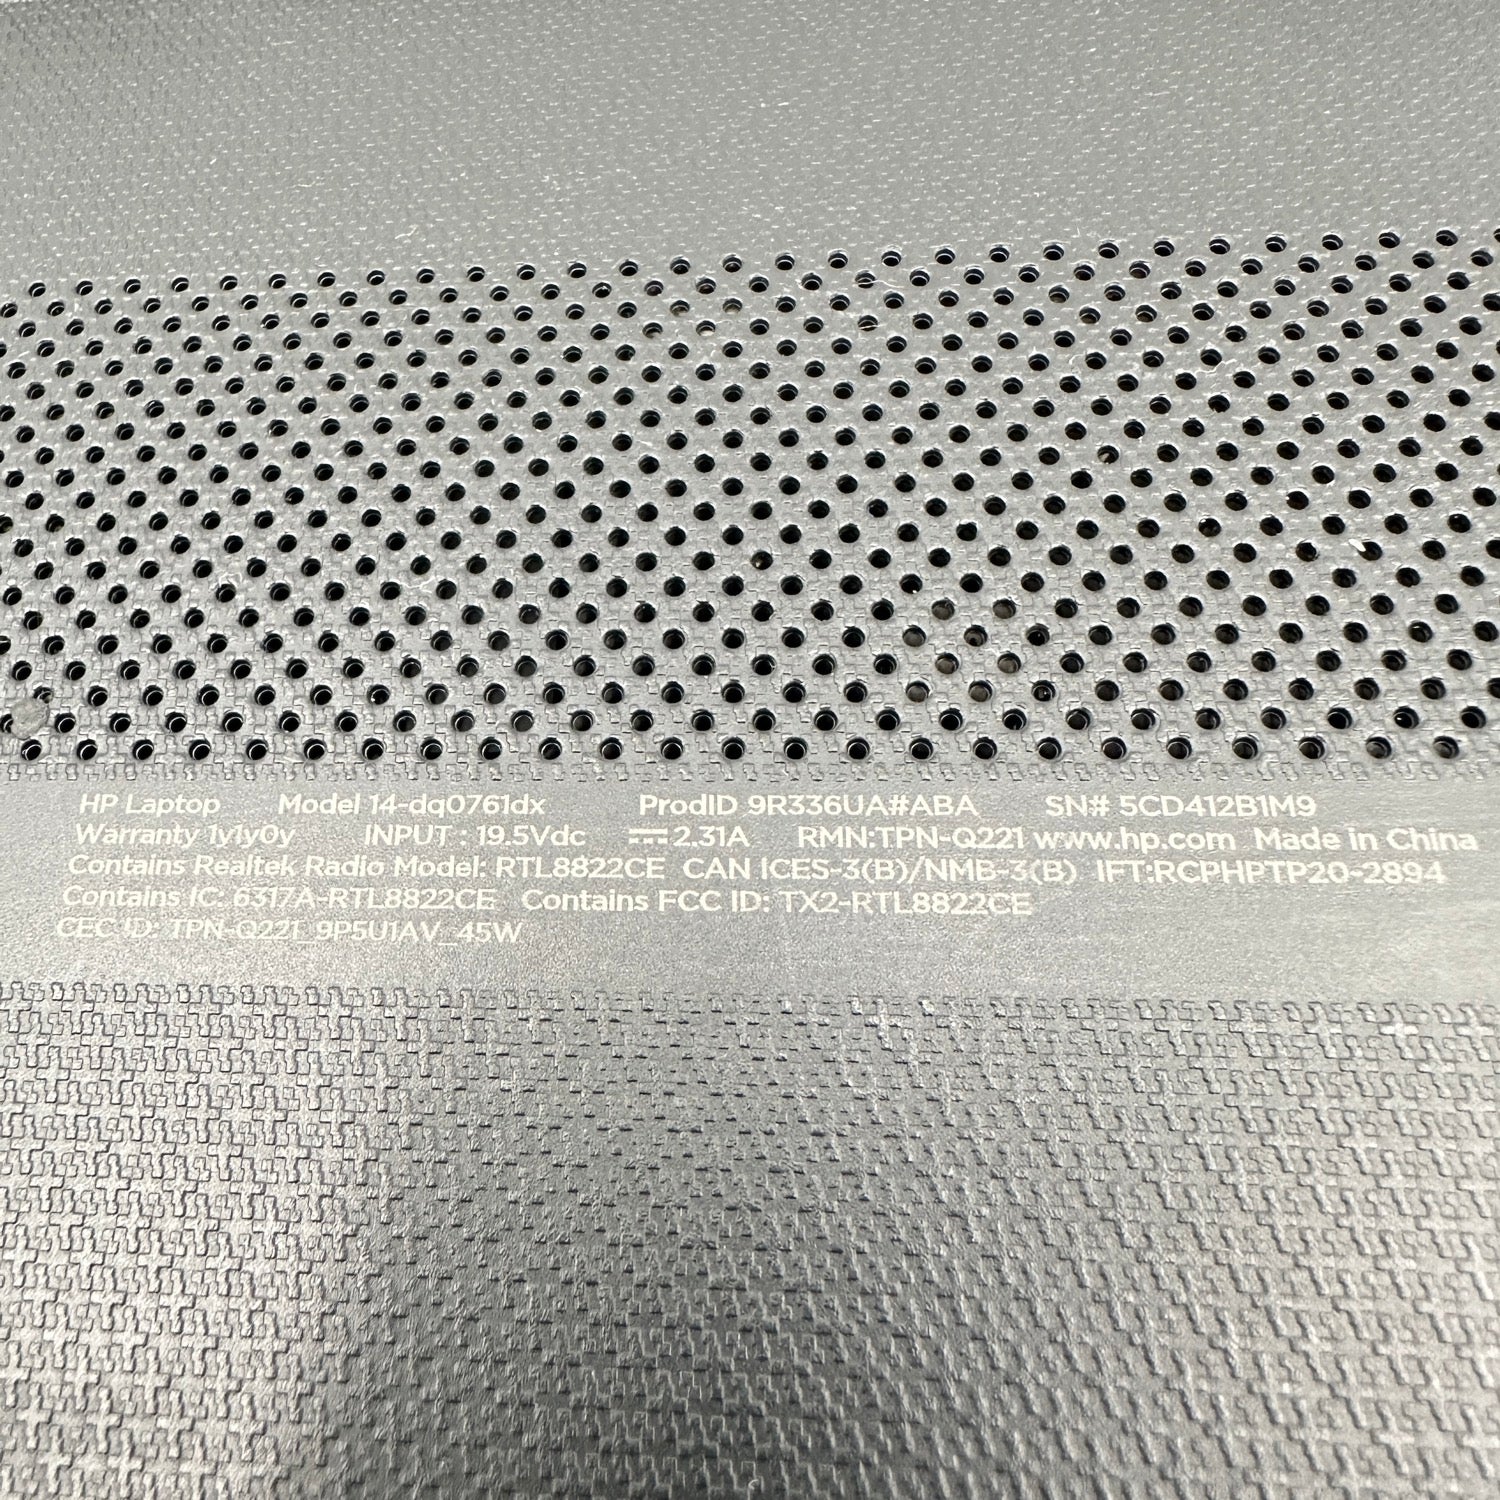 HP Laptop Model 14-dq0761dx ProdID 9R336UA#ABA SN# 5CD412B1M9
Warranty 1y1y0y INPUT : 19.5Vdc ⎓ 2.31A RMN:TPN-Q221 www.hp.com Made in China
Contains Realtek Radio Model: RTL8822CE CAN ICES-3(B)/NMB-3(B) IFT:RCPHPTP20-2894
Contains IC: 6317A-RTL8822CE Contains FCC ID: TX2-RTL8822CE
CEC ID: TPN-Q221_9P5U1AV_45W